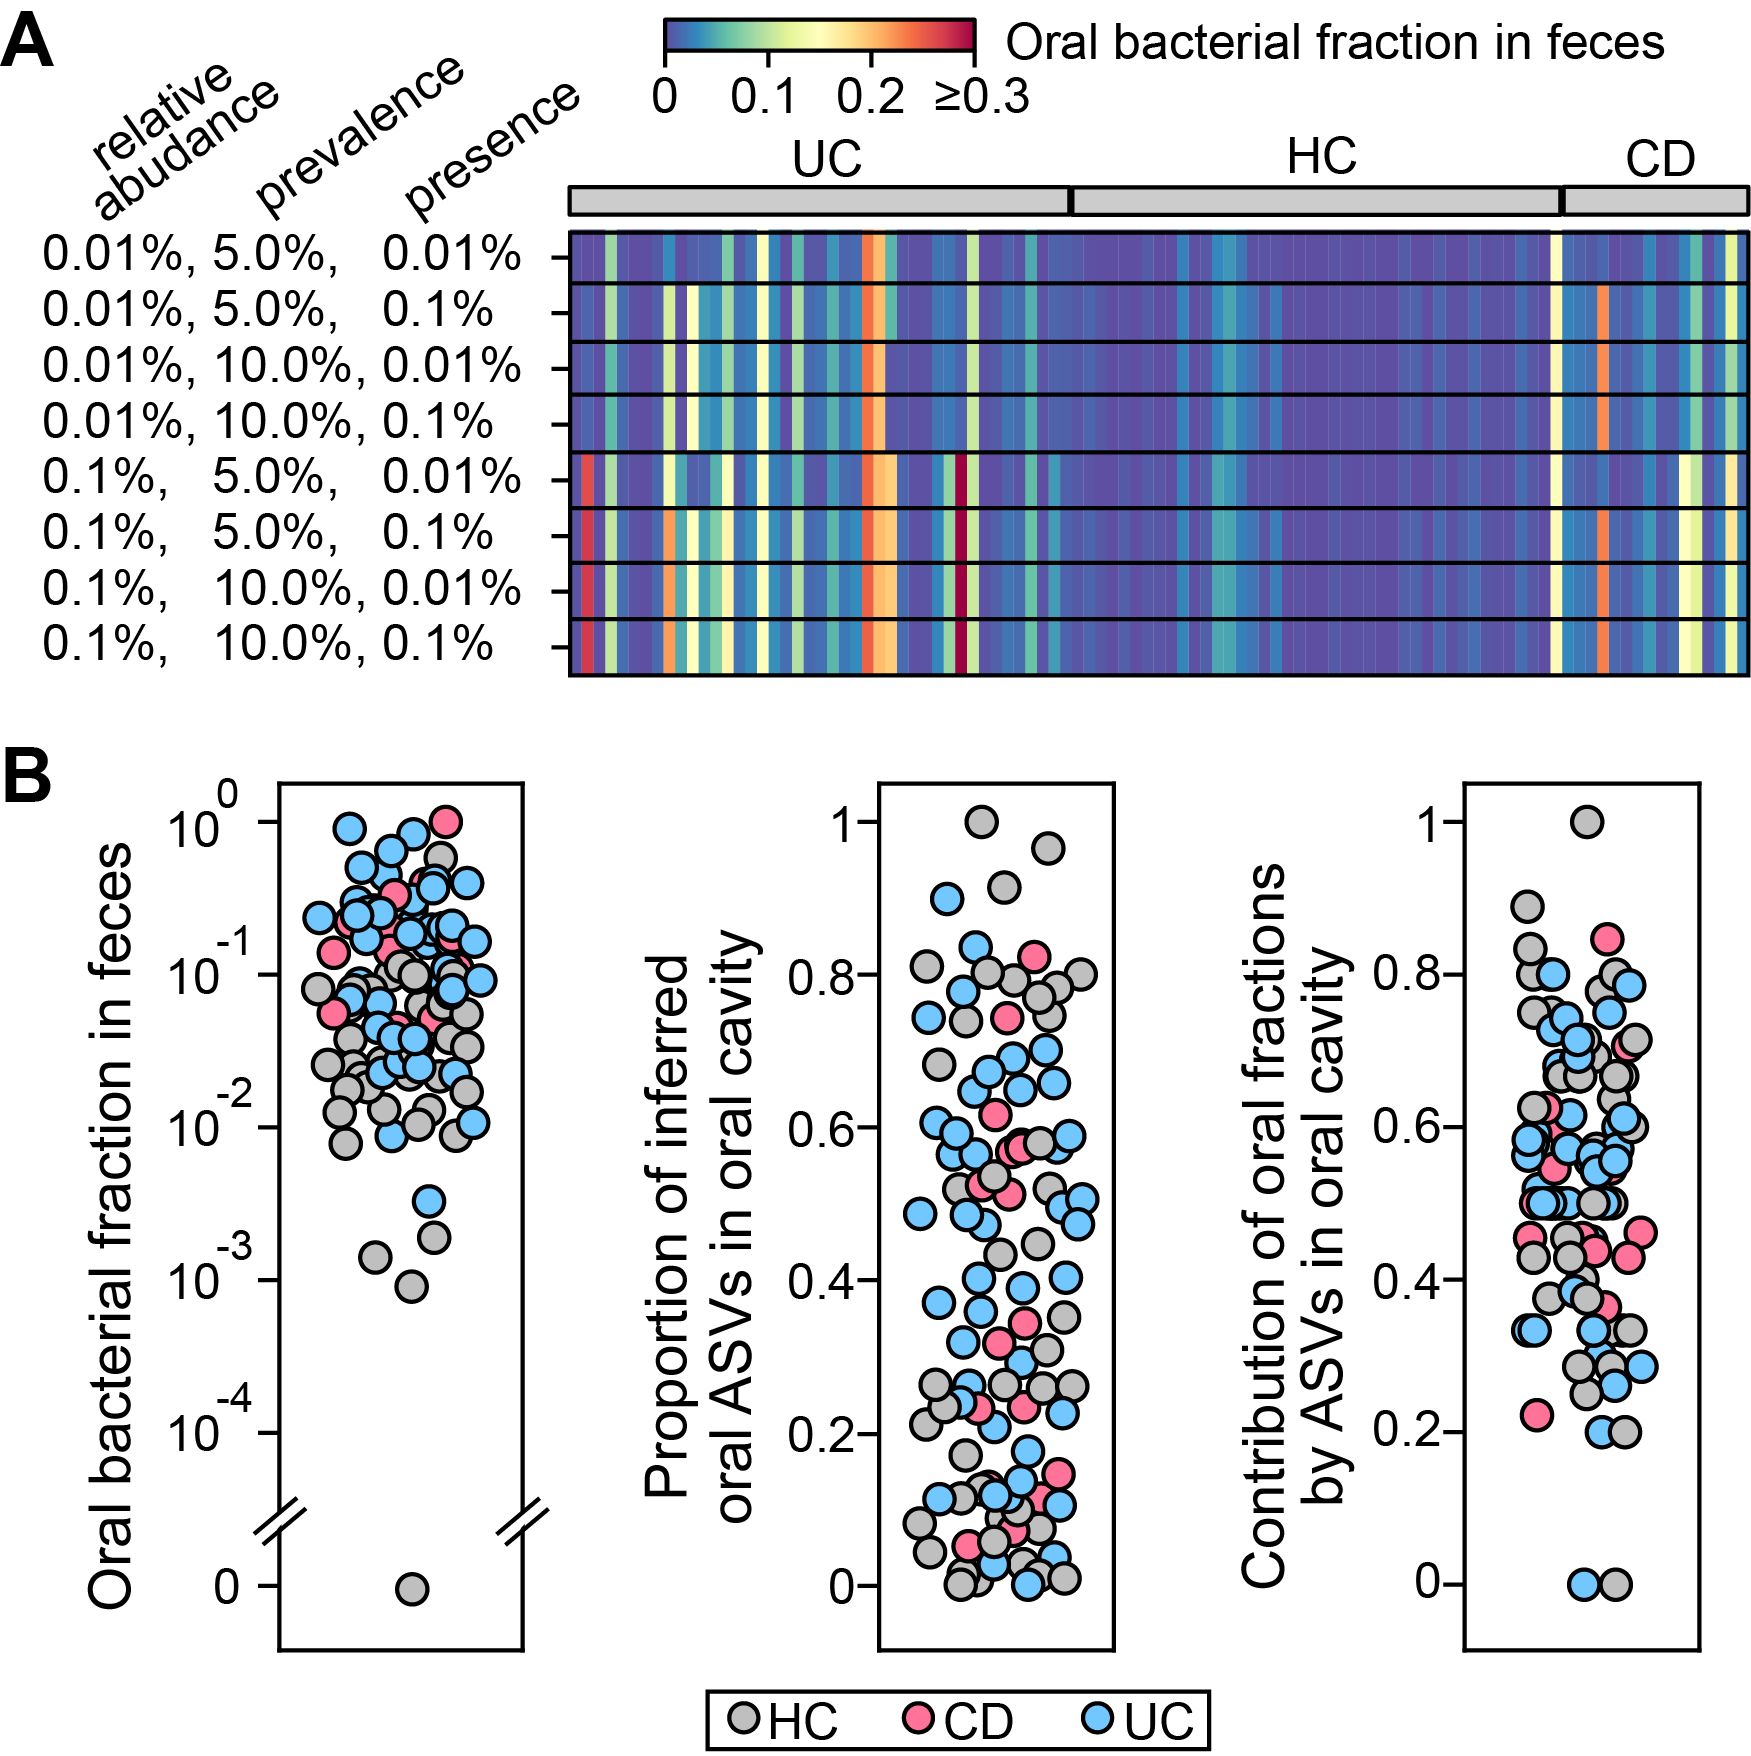 A
Oral bacterial fraction in feces
0 0.1 0.2 ≥0.3
relative
abudance
prevalence
presence
UC HC CD
0.01%, 5.0%, 0.01%
0.01%, 5.0%, 0.1%
0.01%, 10.0%, 0.01%
0.01%, 10.0%, 0.1%
0.1%, 5.0%, 0.01%
0.1%, 5.0%, 0.1%
0.1%, 10.0%, 0.01%
0.1%, 10.0%, 0.1%
B
Oral bacterial fraction in feces
10^0
10^-1
10^-2
10^-3
10^-4
0
Proportion of inferred
oral ASVs in oral cavity
1
0.8
0.6
0.4
0.2
0
Contribution of oral fractions
by ASVs in oral cavity
1
0.8
0.6
0.4
0.2
0
HC CD UC